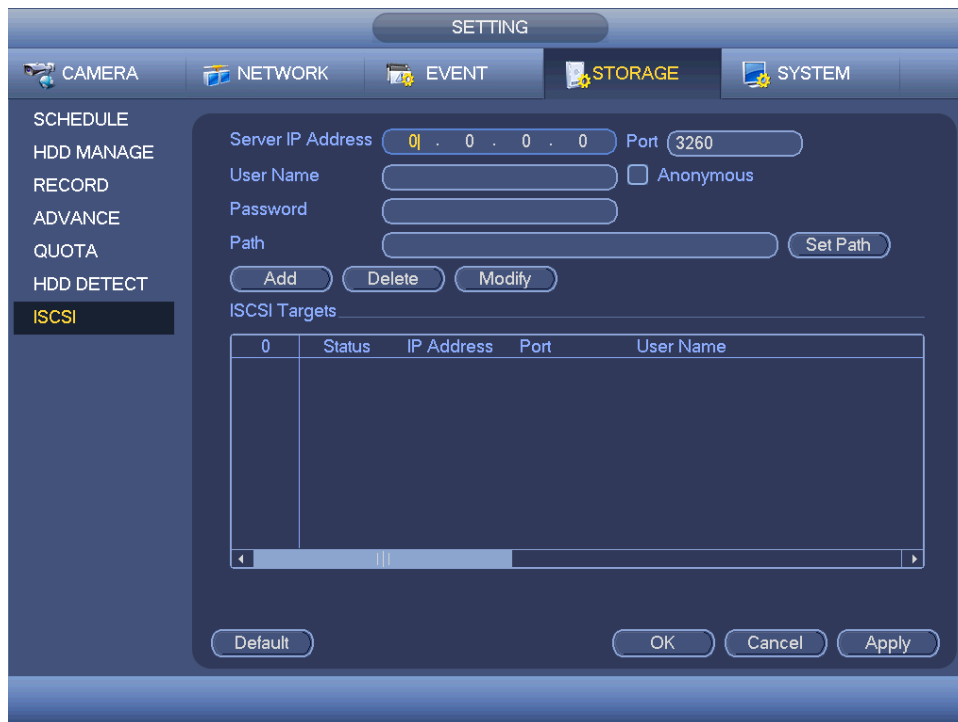 SETTING
CAMERA NETWORK EVENT STORAGE SYSTEM
SCHEDULE
HDD MANAGE
RECORD
ADVANCE
QUOTA
HDD DETECT
ISCSI
Server IP Address 0 . 0 . 0 . 0 Port 3260
User Name Anonymous
Password
Path Set Path
Add Delete Modify
ISCSI Targets
0 Status IP Address Port User Name
Default OK Cancel Apply